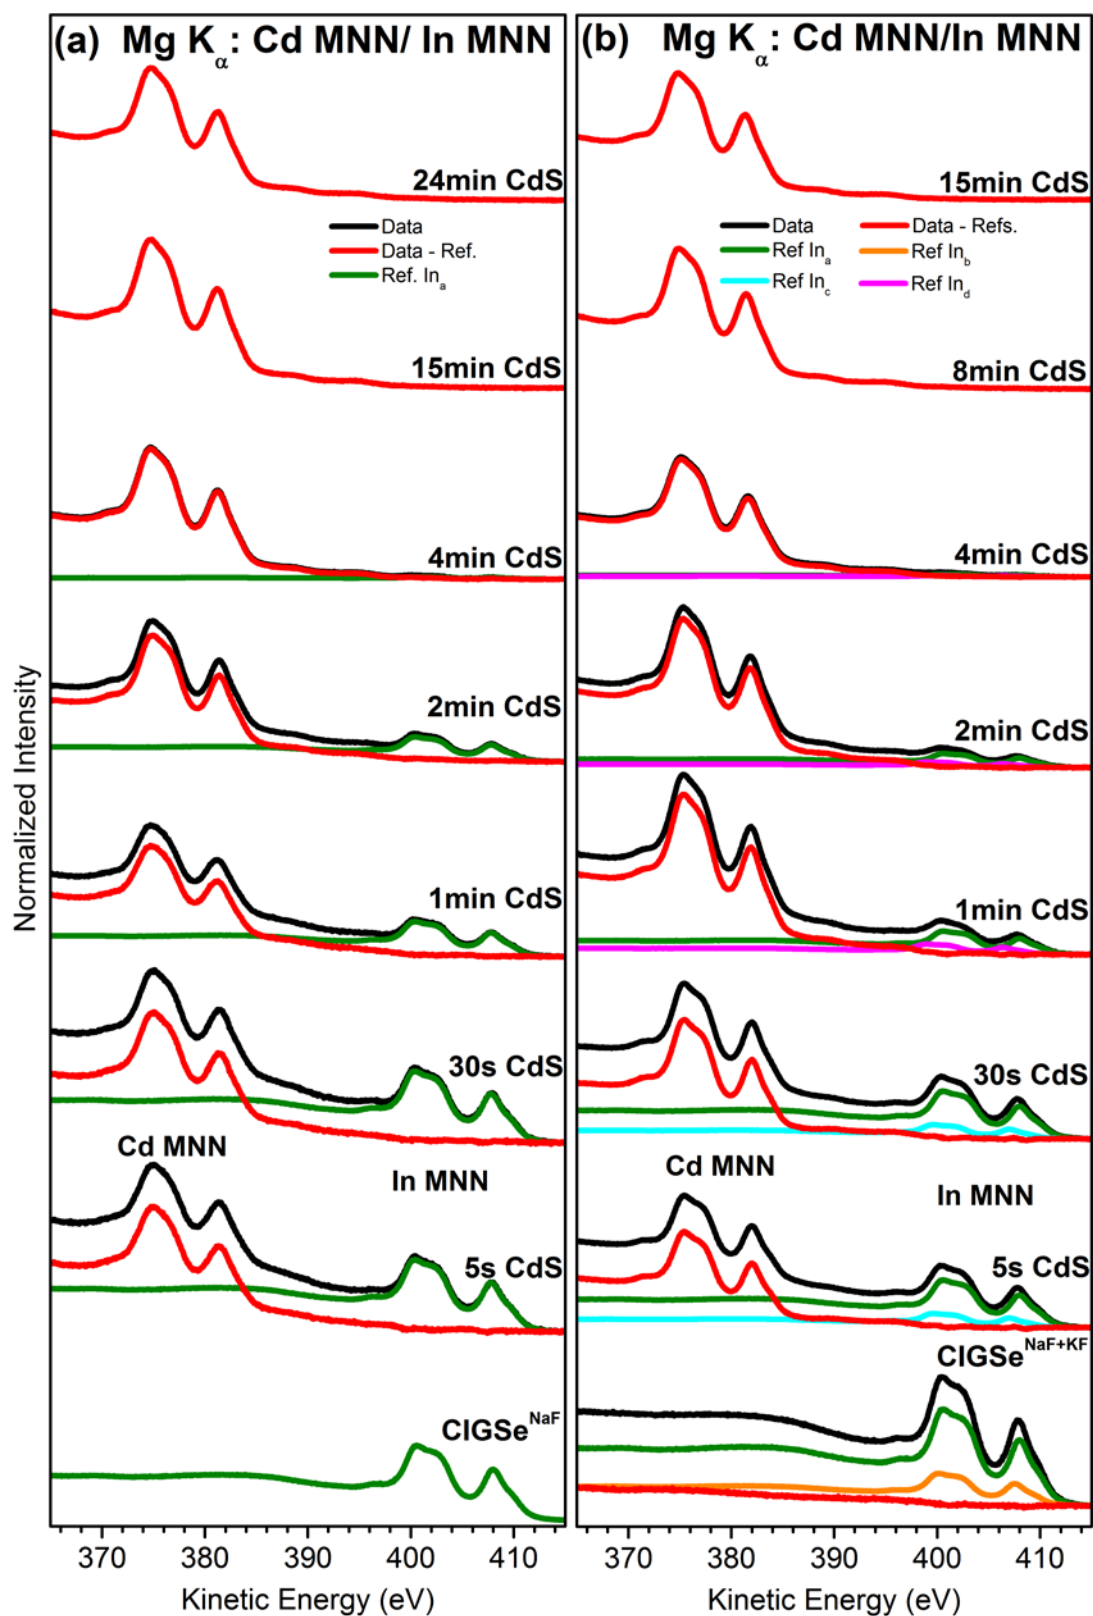 (a) Mg Kα: Cd MNN/ In MNN
24min CdS
Data
Data - Ref.
Ref. Ina
15min CdS
4min CdS
2min CdS
1min CdS
30s CdS
Cd MNN
In MNN
5s CdS
CIGSe^NaF
370 380 390 400 410
Kinetic Energy (eV)
Normalized Intensity
(b) Mg Kα: Cd MNN/In MNN
15min CdS
Data Data - Refs.
Ref Ina Ref Inb
Ref Inc Ref Ind
8min CdS
4min CdS
2min CdS
1min CdS
30s CdS
Cd MNN
In MNN
5s CdS
CIGSe^NaF+KF
370 380 390 400 410
Kinetic Energy (eV)